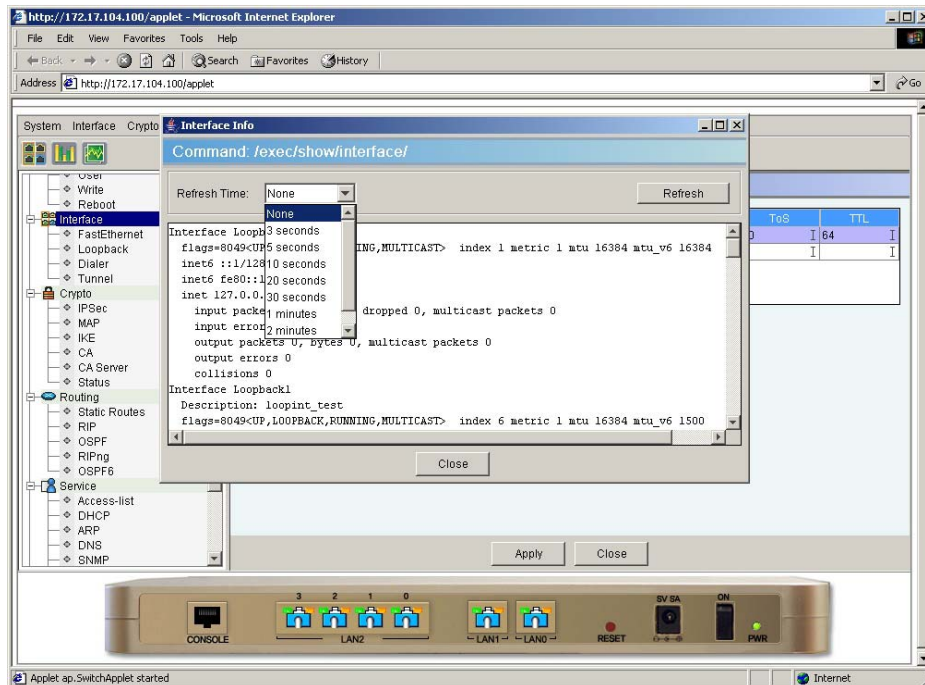 http://172.17.104.100/applet - Microsoft Internet Explorer
File Edit View Favorites Tools Help
Back Search Favorites History
Address http://172.17.104.100/applet Go
System Interface Crypto
Interface Info
Command: /exec/show/interface/
Refresh Time: None Refresh
None
3 seconds
5 seconds
10 seconds
20 seconds
30 seconds
1 minutes
2 minutes
Interface Loopb
flags=8049<UP NING,MULTICAST> index 1 metric 1 mtu 16384 mtu_v6 16384
inet6 ::1/128
inet6 fe80::1
inet 127.0.0.
input packe dropped 0, multicast packets 0
input error
output packets 0, bytes 0, multicast packets 0
output errors 0
collisions 0
Interface Loopback1
Description: loopint_test
flags=8049<UP,LOOPBACK,RUNNING,MULTICAST> index 6 metric 1 mtu 16384 mtu_v6 1500
Close
User
Write
Reboot
Interface
FastEthernet
Loopback
Dialer
Tunnel
Crypto
IPSec
MAP
IKE
CA
CA Server
Status
Routing
Static Routes
RIP
OSPF
RIPng
OSPF6
Service
Access-list
DHCP
ARP
DNS
SNMP
ToS TTL
64
Apply Close
3 2 1 0
CONSOLE LAN2 LAN1 LAN0 RESET 5V 5A ON PWR
Applet ap.SwitchApplet started Internet